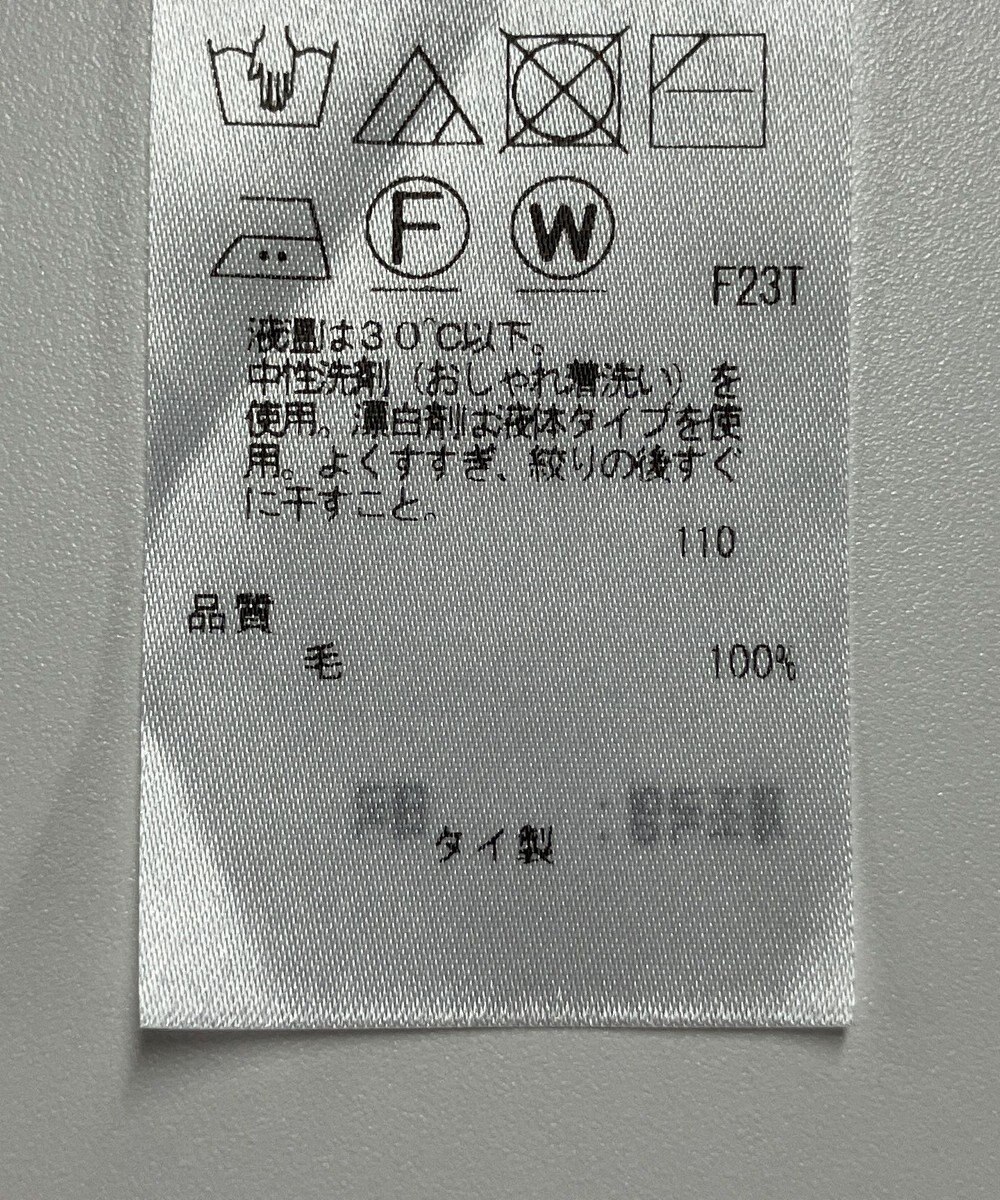 F W
F23T
液温は30℃以下。
中性洗剤（おしゃれ着洗い）を
使用。漂白剤は液体タイプを使
用。よくすすぎ、絞りの後すぐ
に干すこと。
110
品質
毛 100%
タイ製